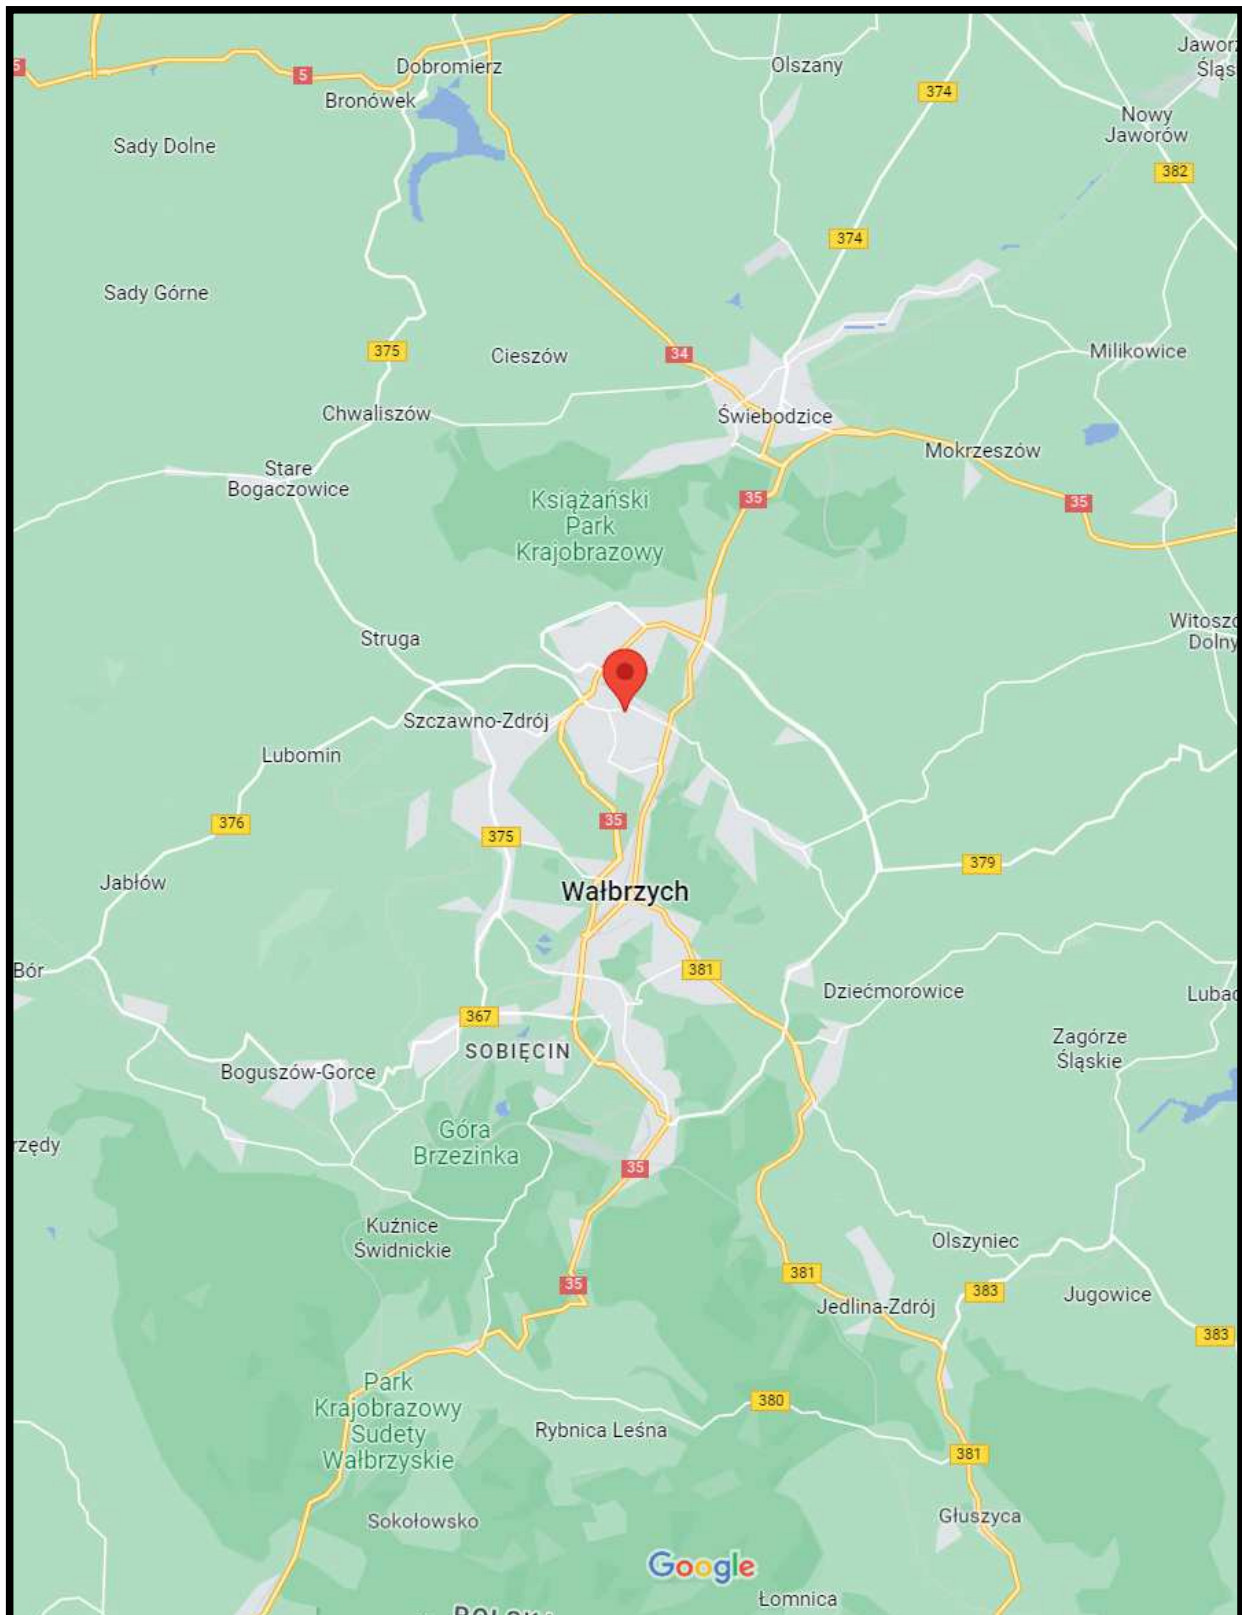 Dobromierz
Olszany
Jaworz
Śląs
5
5
374
Bronówek
Nowy
Jaworów
Sady Dolne
382
374
Sady Górne
375
Cieszów
34
Milikowice
Chwaliszów
Świebodzice
Mokrzeszów
Stare
Bogaczowice
Książański
Park
Krajobrazowy
35
35
Witoszo
Dolny
Struga
Szczawno-Zdrój
Lubomin
376
35
375
379
Jabłów
Wałbrzych
Bór
381
Dziećmorowice
Lubac
367
SOBIĘCIN
Zagórze
Śląskie
Boguszów-Gorce
Góra
Brzezinka
rzędy
35
Kuźnice
Świdnickie
Olszyniec
381
35
383
Jugowice
Jedlina-Zdrój
383
Park
Krajobrazowy
Sudety
Wałbrzyskie
380
Rybnica Leśna
381
Sokołowsko
Głuszyca
Google
Łomnica